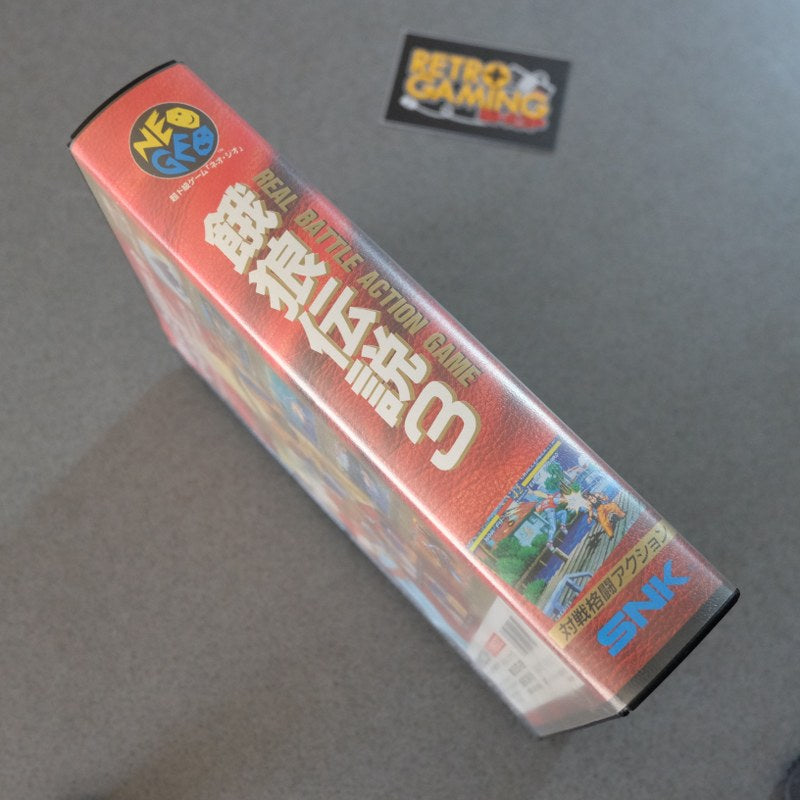 RETRO
GAMING
SHOP
NEO
GEO
超ド級ゲーム「ネオ・ジオ」
REAL BATTLE ACTION GAME
餓狼伝説3
対戦格闘アクション
SNK